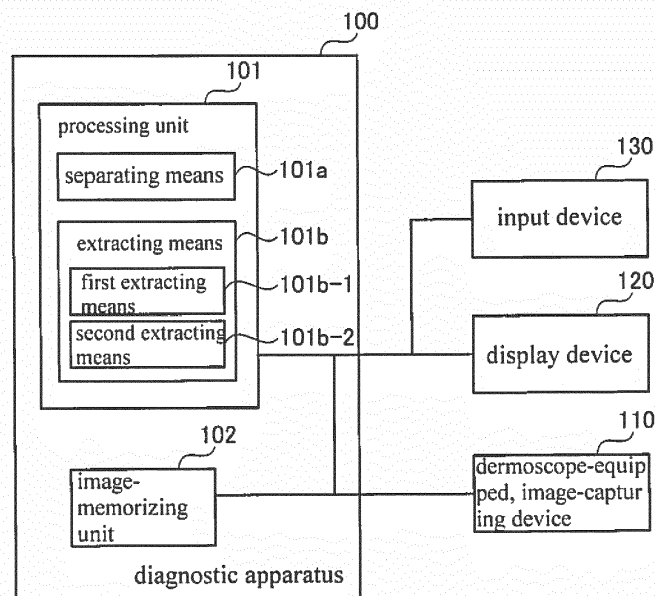 100
101
processing unit
separating means
101a
extracting means
101b
first extracting
means
101b-1
second extracting
means
101b-2
102
image-
memorizing
unit
diagnostic apparatus
130
input device
120
display device
110
dermoscope-equip
ped, image-captur
ing device